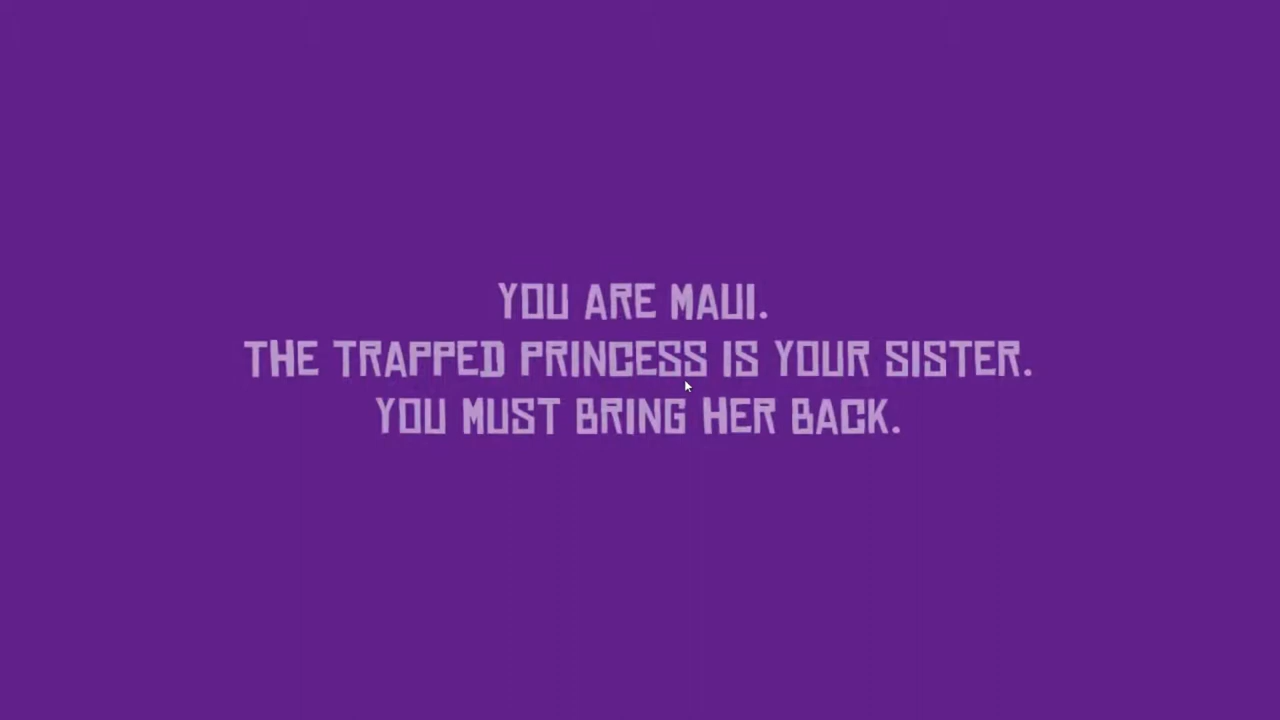 YOU ARE MAUI.
THE TRAPPED PRINCESS IS YOUR SISTER.
YOU MUST BRING HER BACK.